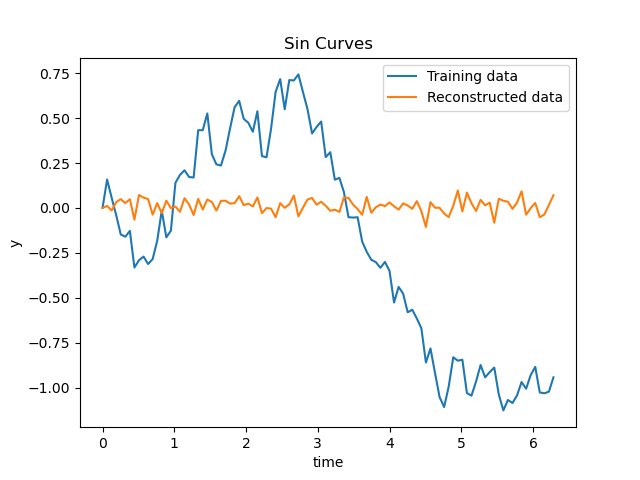 Sin Curves
Training data
Reconstructed data
0.75
0.50
0.25
0.00
−0.25
−0.50
−0.75
−1.00
y
0 1 2 3 4 5 6
time